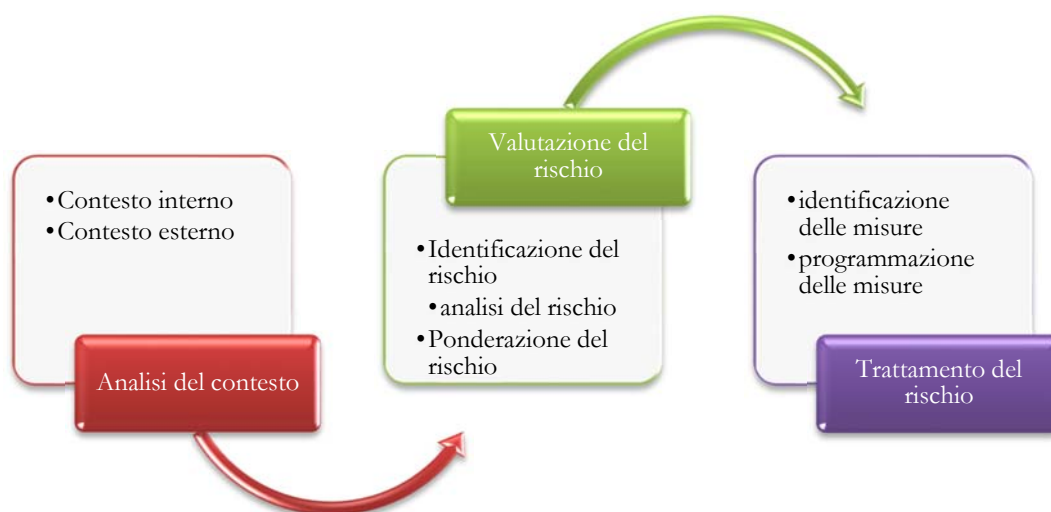 •Contesto interno
•Contesto esterno
Analisi del contesto
Valutazione del
rischio
•Identificazione del
rischio
•analisi del rischio
•Ponderazione del
rischio
•identificazione
delle misure
•programmazione
delle misure
Trattamento del
rischio